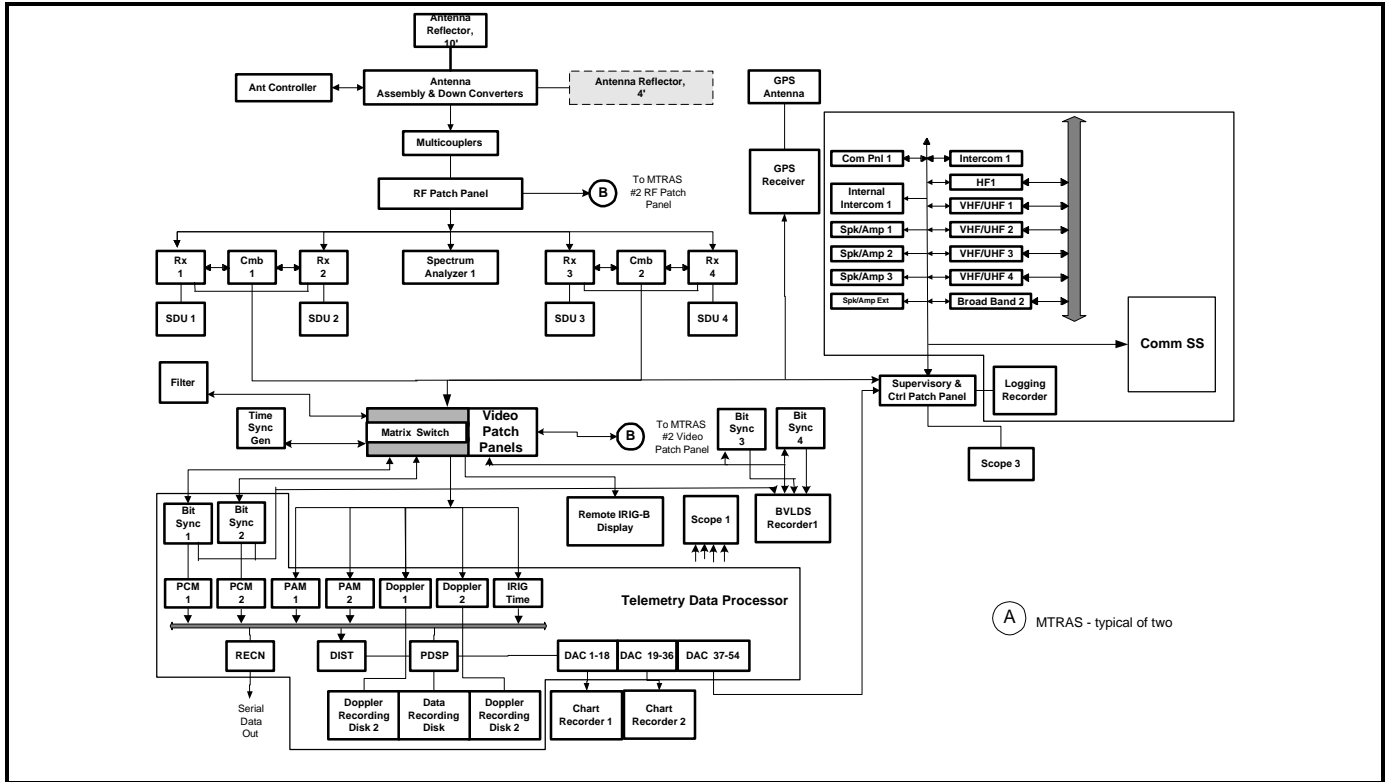 Antenna
Reflector,
10'
Ant Controller
Antenna
Assembly & Down Converters
Antenna Reflector,
4'
GPS
Antenna
Multicouplers
RF Patch Panel
B
To MTRAS
#2 RF Patch
Panel
GPS
Receiver
Com Pnl 1
Intercom 1
Internal
Intercom 1
HF1
VHF/UHF 1
Spk/Amp 1
VHF/UHF 2
Spk/Amp 2
VHF/UHF 3
Spk/Amp 3
VHF/UHF 4
Spk/Amp Ext
Broad Band 2
Comm SS
Rx
1
Cmb
1
Rx
2
Spectrum
Analyzer 1
Rx
3
Cmb
2
Rx
4
SDU 1
SDU 2
SDU 3
SDU 4
Filter
Supervisory &
Ctrl Patch Panel
Logging
Recorder
Scope 3
Time
Sync
Gen
Matrix Switch
Video
Patch
Panels
B
To MTRAS
#2 Video
Patch Panel
Bit
Sync
3
Bit
Sync
4
Bit
Sync
1
Bit
Sync
2
Remote IRIG-B
Display
Scope 1
BVLDS
Recorder1
PCM
1
PCM
2
PAM
1
PAM
2
Doppler
1
Doppler
2
IRIG
Time
Telemetry Data Processor
A
MTRAS - typical of two
RECN
DIST
PDSP
DAC 1-18
DAC 19-36
DAC 37-54
Serial
Data
Out
Doppler
Recording
Disk 2
Data
Recording
Disk
Doppler
Recording
Disk 2
Chart
Recorder 1
Chart
Recorder 2